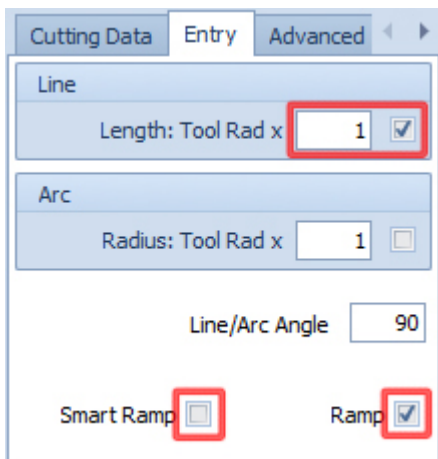 Cutting Data Entry Advanced
Line
Length: Tool Rad x 1
Arc
Radius: Tool Rad x 1
Line/Arc Angle 90
Smart Ramp Ramp